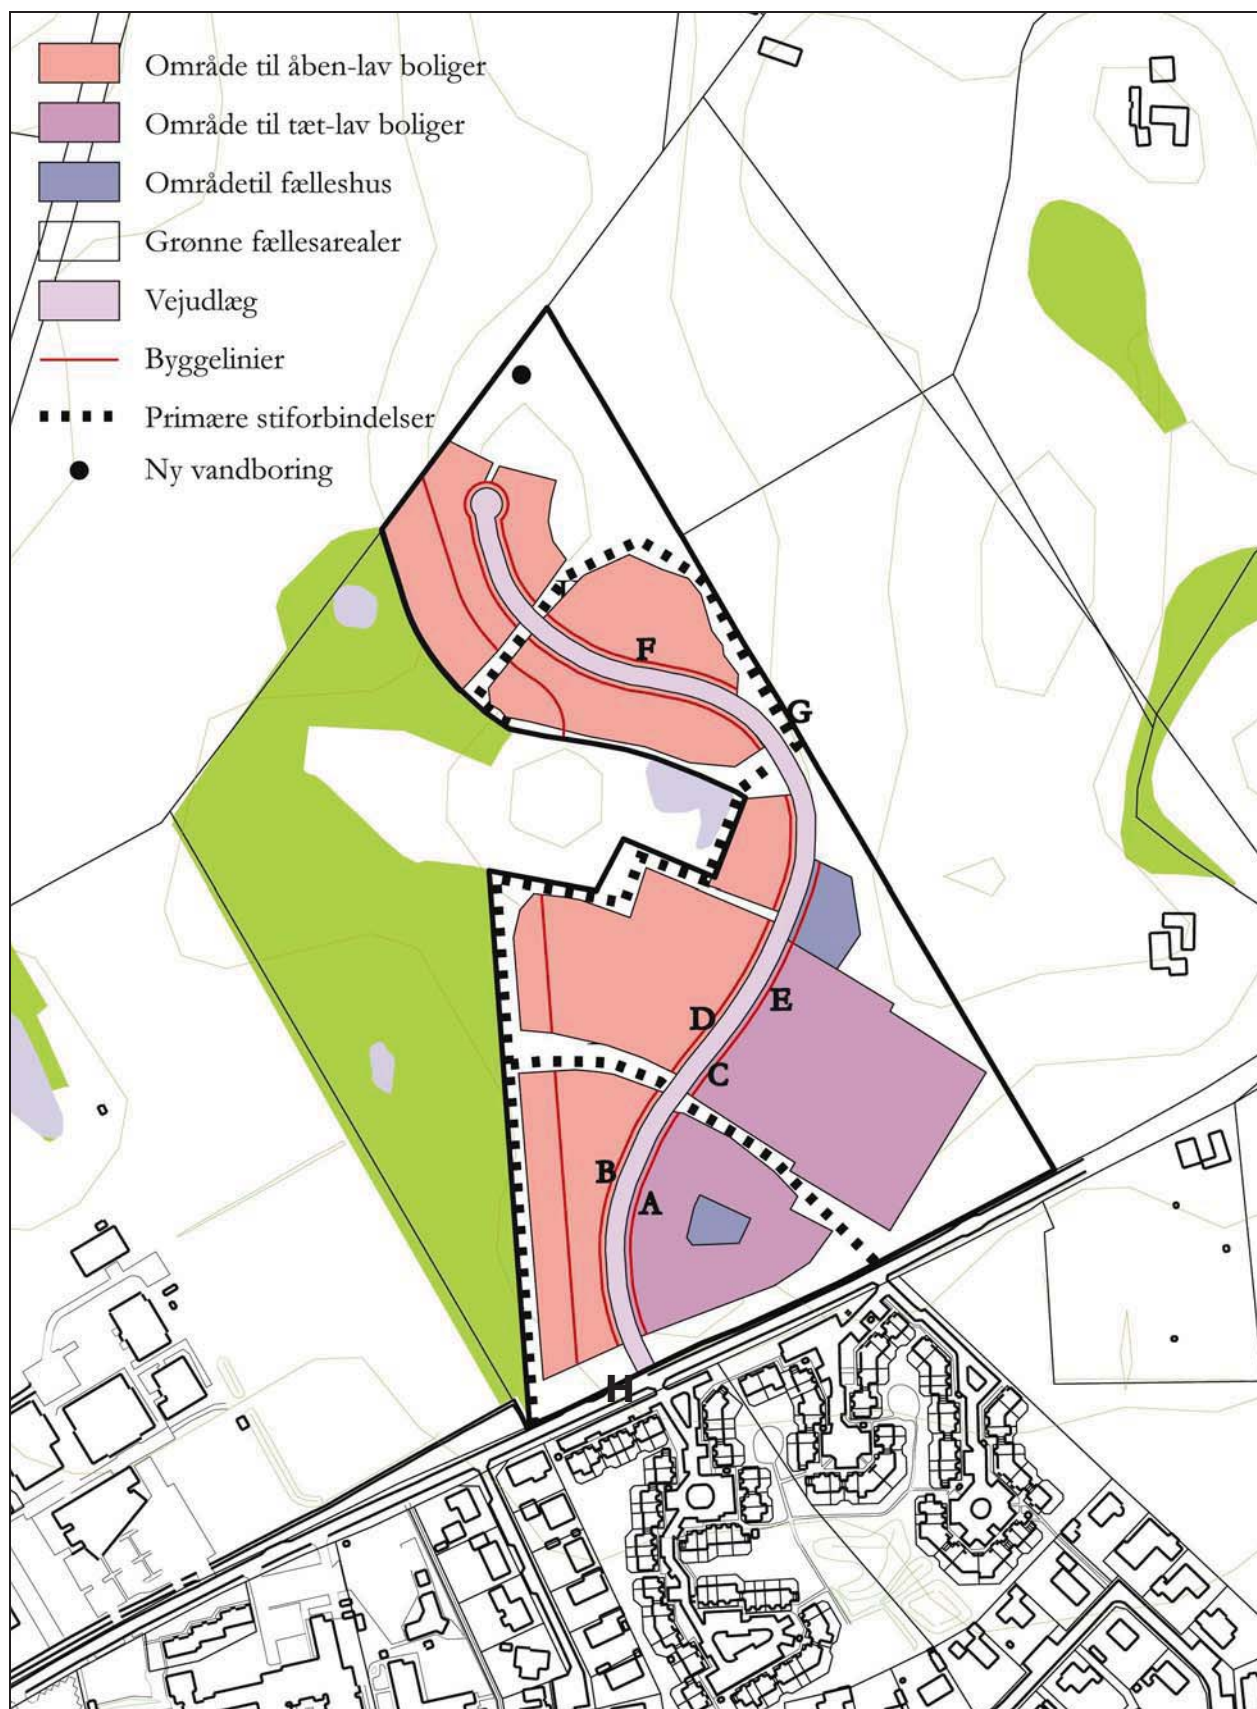 Område til åben-lav boliger
Område til tæt-lav boliger
Områdetil fælleshus
Grønne fællesarealer
Vejudlæg
Byggelinier
Primære stiforbindelser
Ny vandboring
F
G
D
E
C
B
A
H